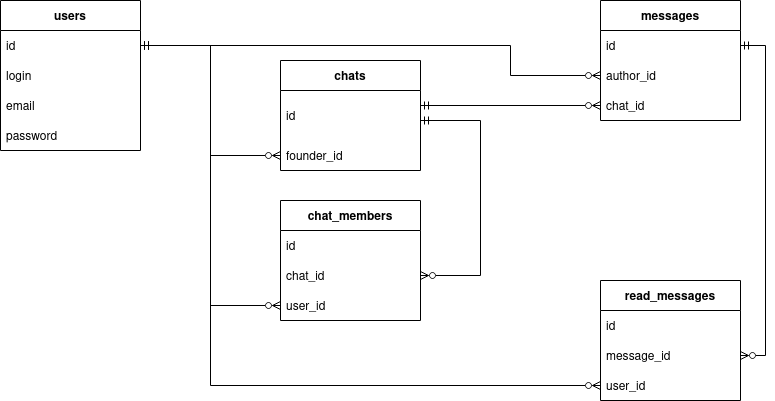 users
id
login
email
password
chats
id
founder_id
chat_members
id
chat_id
user_id
messages
id
author_id
chat_id
read_messages
id
message_id
user_id